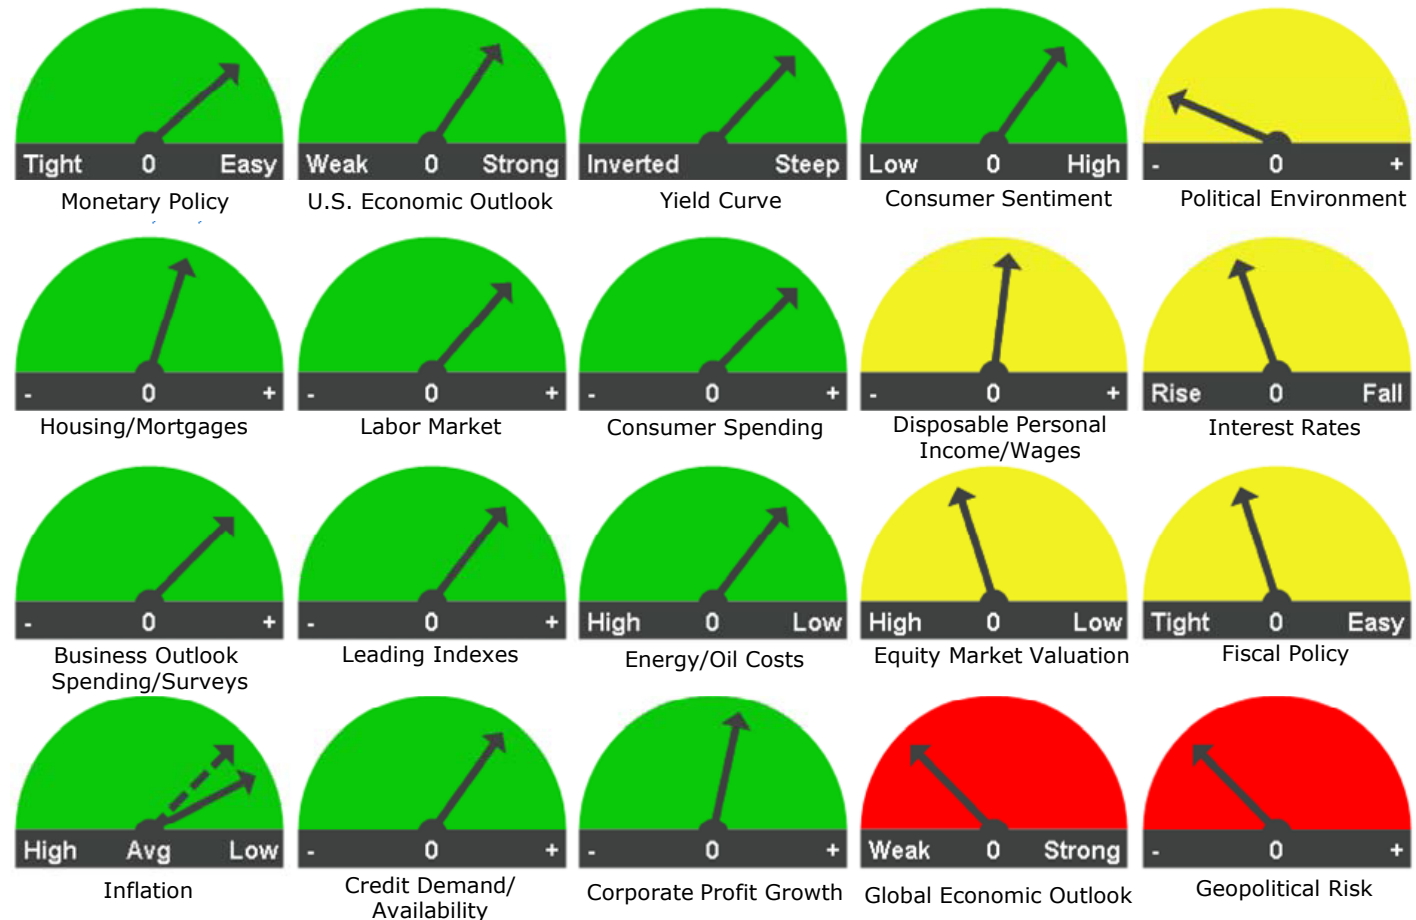 Tight 0 Easy
Weak 0 Strong
Inverted Steep
Low 0 High
- 0 +
Monetary Policy
U.S. Economic Outlook
Yield Curve
Consumer Sentiment
Political Environment
- 0 +
- 0 +
- 0 +
- 0 +
Rise 0 Fall
Housing/Mortgages
Labor Market
Consumer Spending
Disposable Personal
Income/Wages
Interest Rates
- 0 +
- 0 +
High 0 Low
High 0 Low
Tight 0 Easy
Business Outlook
Spending/Surveys
Leading Indexes
Energy/Oil Costs
Equity Market Valuation
Fiscal Policy
High Avg Low
- 0 +
- 0 +
Weak 0 Strong
- 0 +
Inflation
Credit Demand/
Availability
Corporate Profit Growth
Global Economic Outlook
Geopolitical Risk